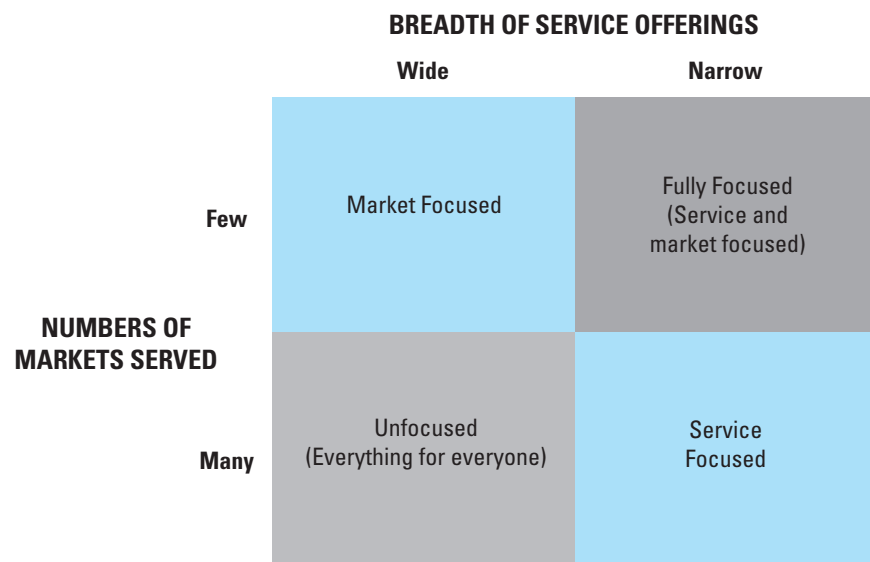 BREADTH OF SERVICE OFFERINGS
Wide
Narrow
Few
Market Focused
Fully Focused
(Service and
market focused)
NUMBERS OF
MARKETS SERVED
Many
Unfocused
(Everything for everyone)
Service
Focused